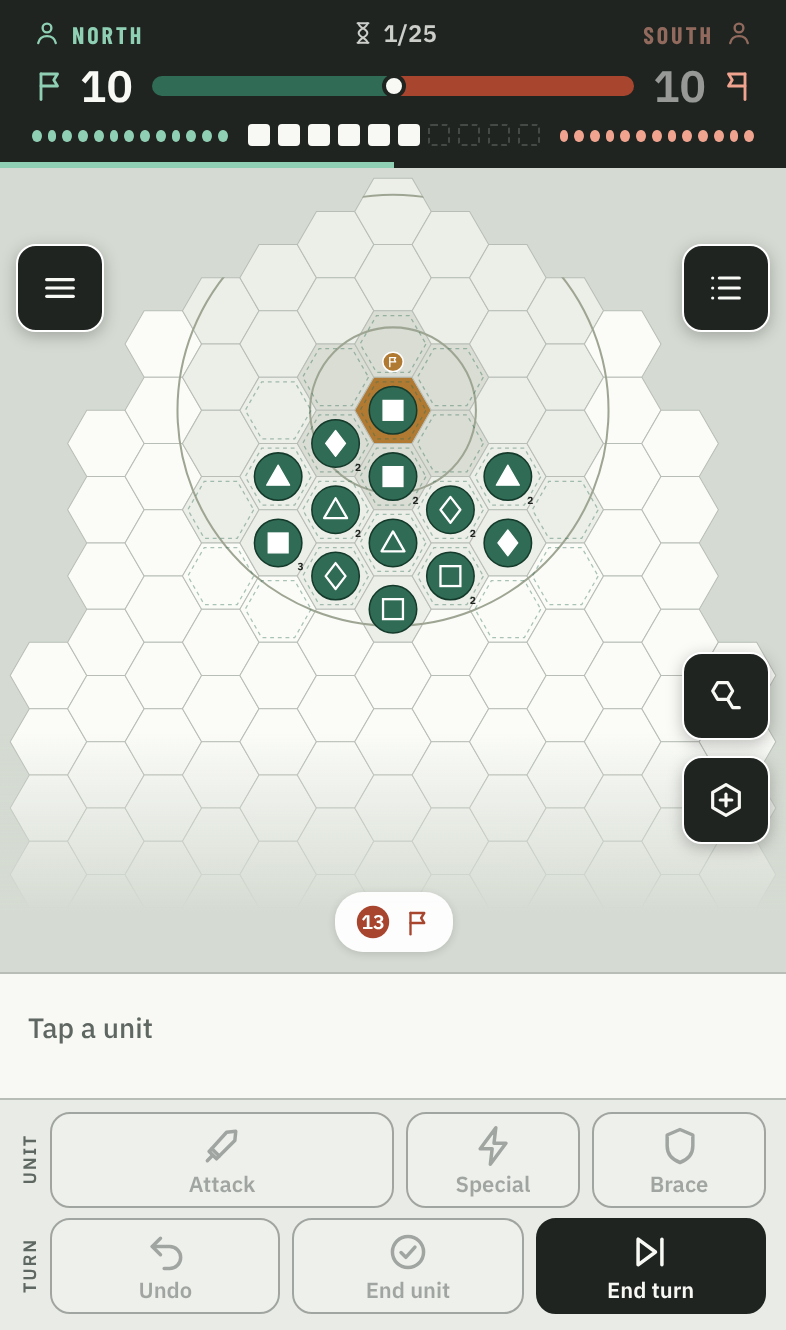 NORTH
1/25
SOUTH
10
10
2
2
2
2
2
3
2
13
Tap a unit
UNIT
Attack
Special
Brace
TURN
Undo
End unit
End turn